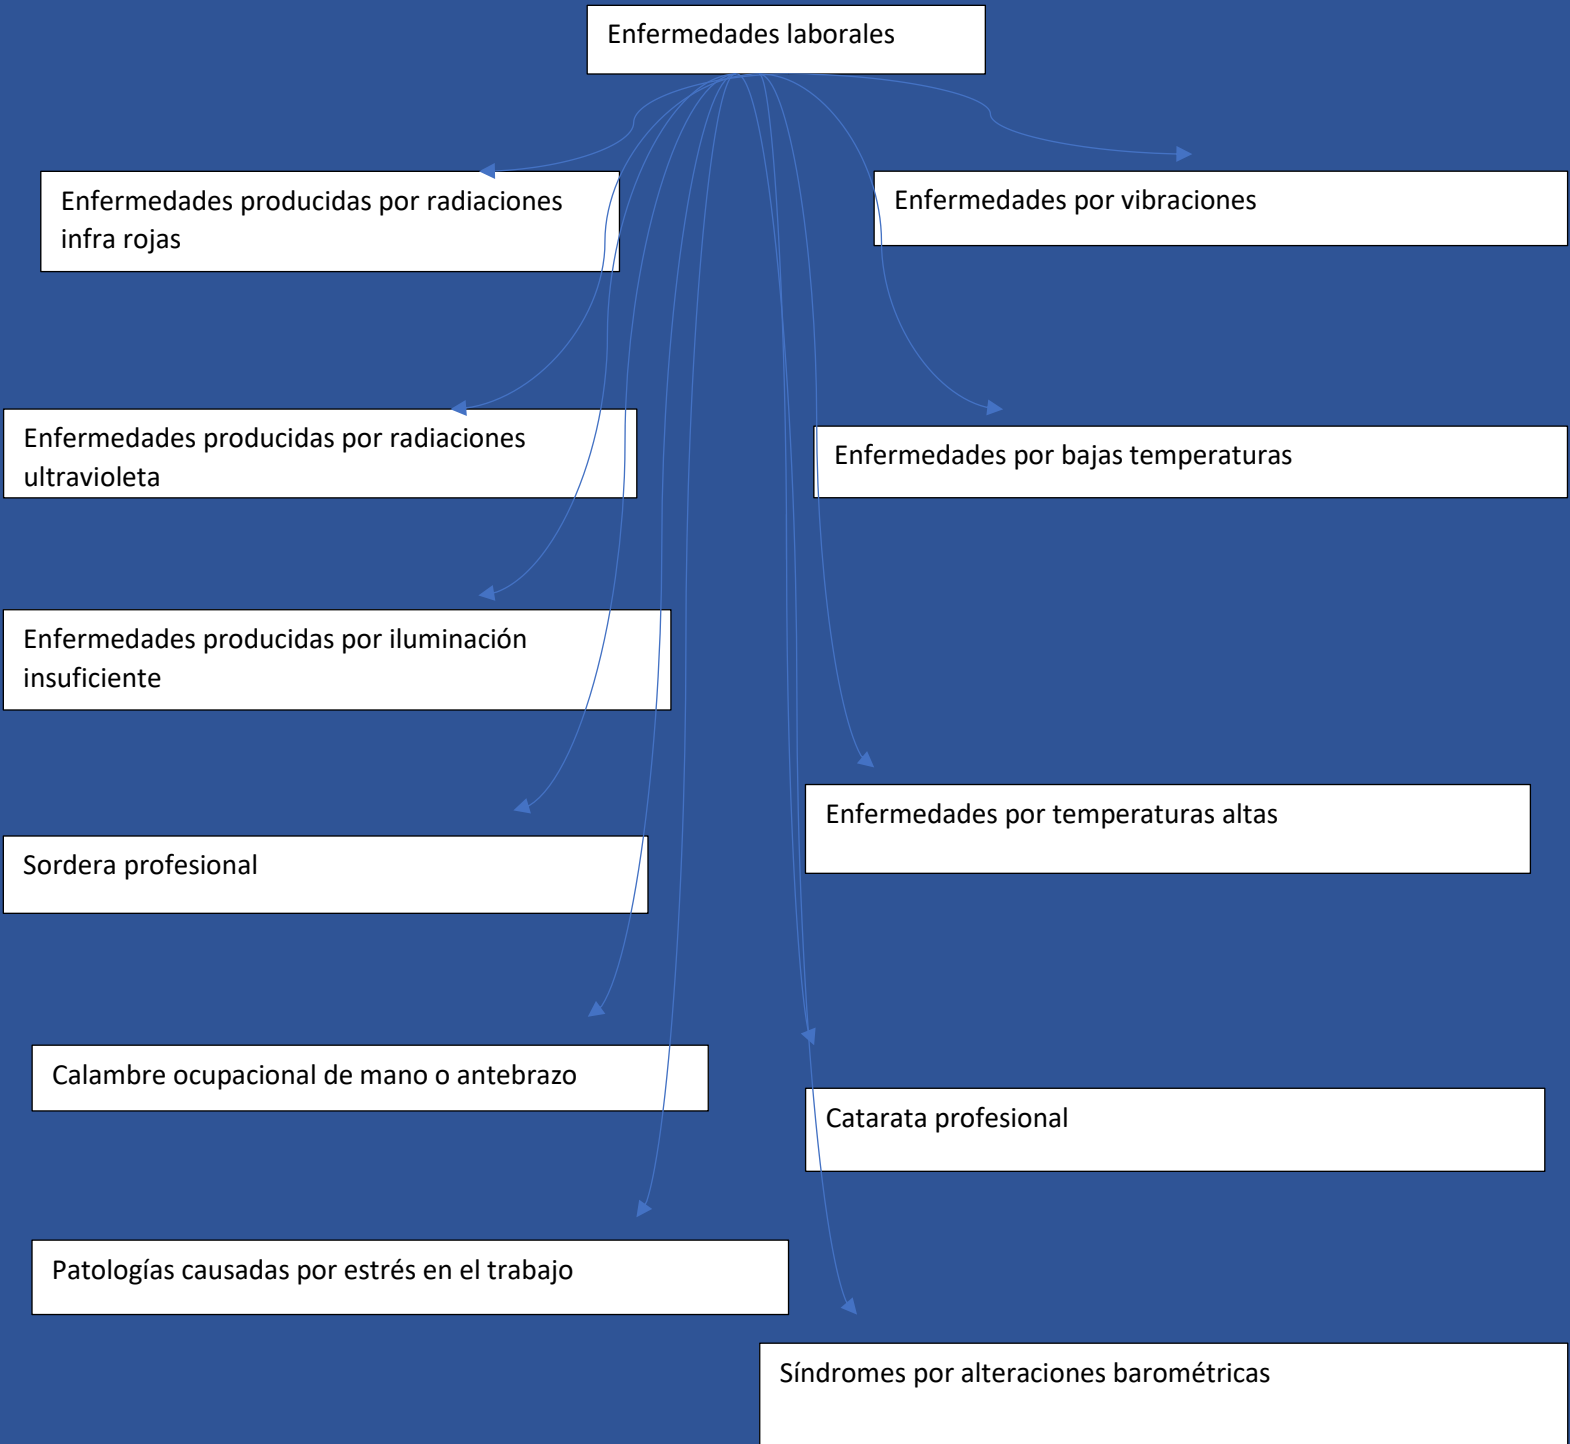 Enfermedades laborales
Enfermedades producidas por radiaciones
infra rojas
Enfermedades por vibraciones
Enfermedades producidas por radiaciones
ultravioleta
Enfermedades por bajas temperaturas
Enfermedades producidas por iluminación
insuficiente
Enfermedades por temperaturas altas
Sordera profesional
Calambre ocupacional de mano o antebrazo
Catarata profesional
Patologías causadas por estrés en el trabajo
Síndromes por alteraciones barométricas